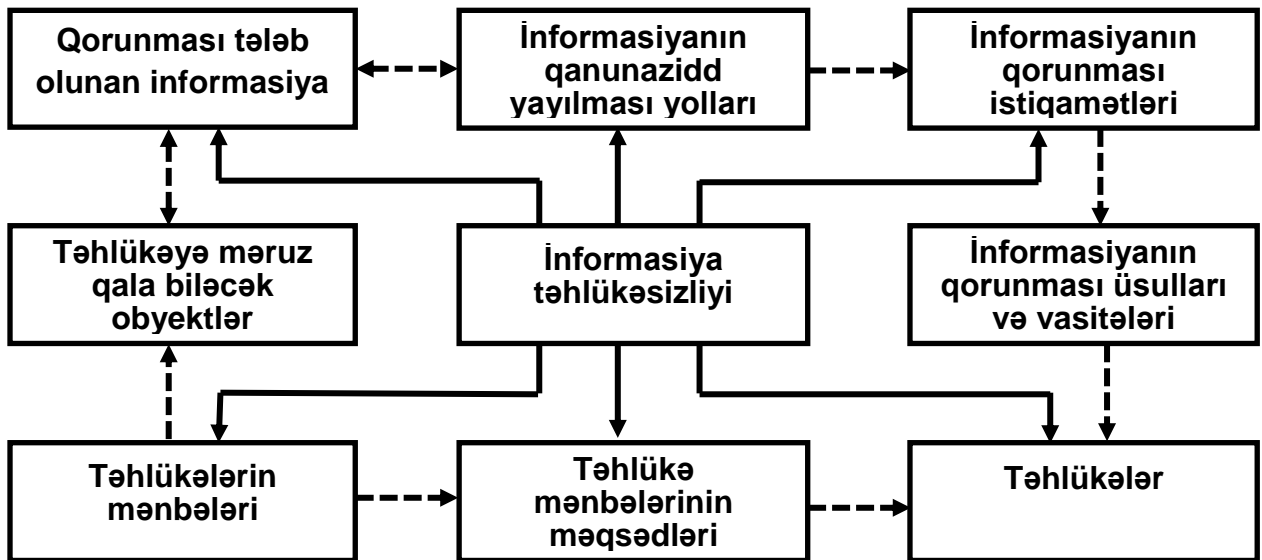 Qorunması tələb
olunan informasiya
İnformasiyanın
qanunazidd
yayılması yolları
İnformasiyanın
qorunması
istiqamətləri
Təhlükəyə məruz
qala biləcək
obyektlər
İnformasiya
təhlükəsizliyi
İnformasiyanın
qorunması üsulları
və vasitələri
Təhlükələrin
mənbələri
Təhlükə
mənbələrinin
məqsədləri
Təhlükələr